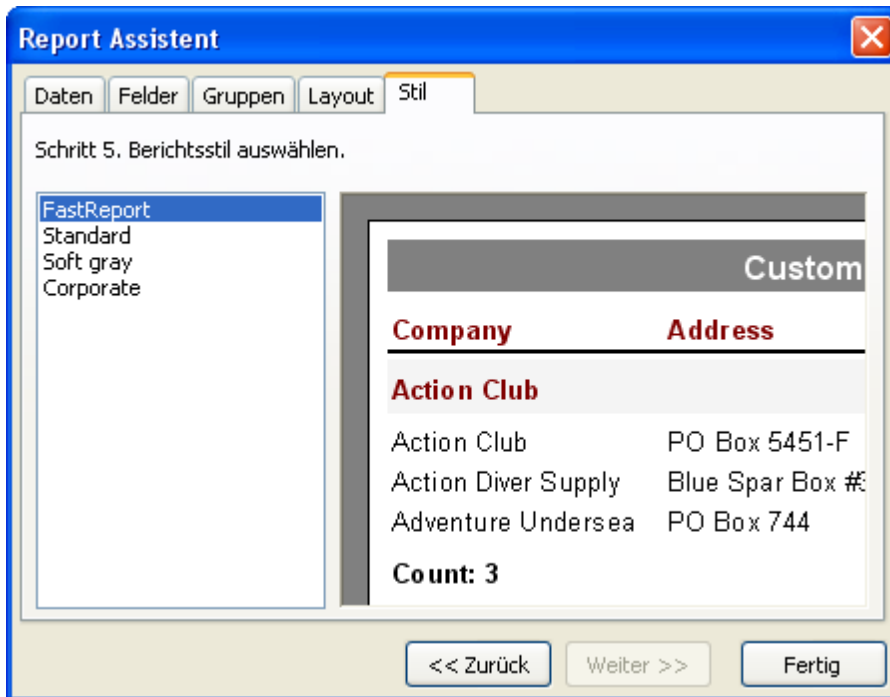 Report Assistent
Daten Felder Gruppen Layout Stil
Schritt 5. Berichtsstil auswählen.
FastReport
Standard
Soft gray
Corporate
Custom
Company Address
Action Club
Action Club PO Box 5451-F
Action Diver Supply Blue Spar Box #3
Adventure Undersea PO Box 744
Count: 3
<< Zurück Weiter >> Fertig